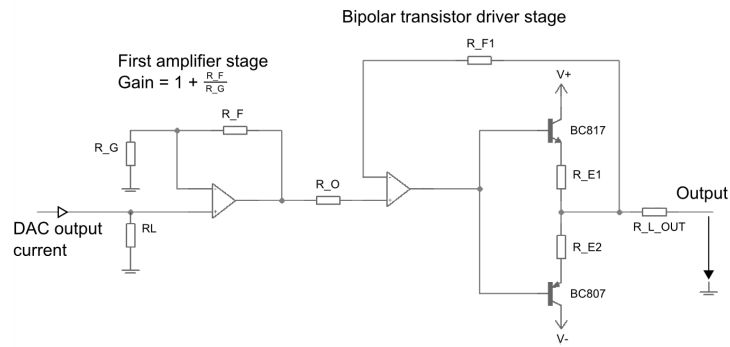 Bipolar transistor driver stage
First amplifier stage
Gain = 1 + R_F/R_G
R_F1
V+
BC817
R_F
R_G
R_E1
R_O
Output
-
+
-
+
DAC output
current
RL
R_L_OUT
R_E2
BC807
V-